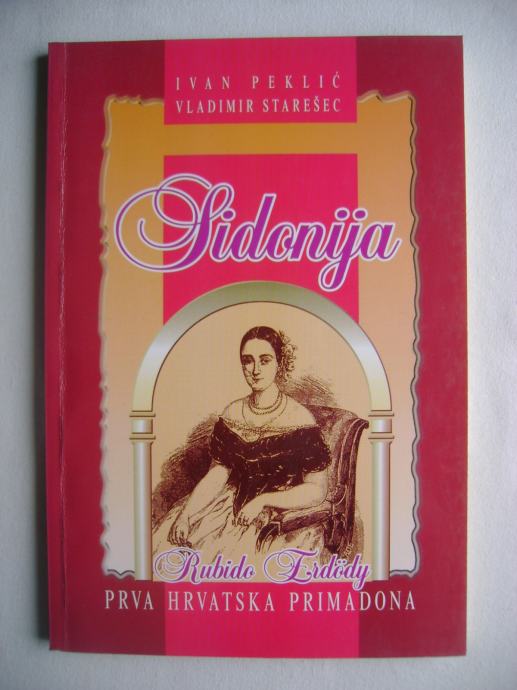 IVAN PEKLIĆ
VLADIMIR STAREŠEC
Sidonija
Rubido Erdödy
PRVA HRVATSKA PRIMADONA